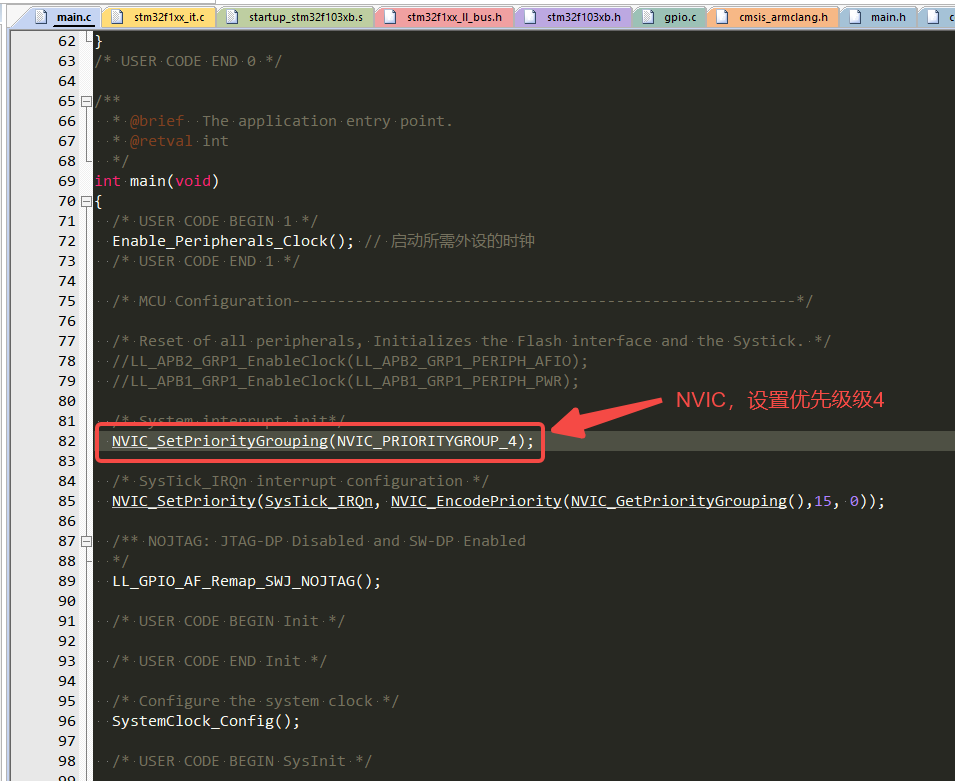 main.c stm32f1xx_it.c startup_stm32f103xb.s stm32f1xx_ll_bus.h stm32f103xb.h gpio.c cmsis_armclang.h main.h
62 }
63 /* USER CODE END 0 */
64
65 /**
66 * @brief The application entry point.
67 * @retval int
68 */
69 int main(void)
70 {
71 /* USER CODE BEGIN 1 */
72 Enable_Peripherals_Clock(); // 启动所需外设的时钟
73 /* USER CODE END 1 */
74
75 /* MCU Configuration--------------------------------------------------------*/
76
77 /* Reset of all peripherals, Initializes the Flash interface and the Systick. */
78 //LL_APB2_GRP1_EnableClock(LL_APB2_GRP1_PERIPH_AFIO);
79 //LL_APB1_GRP1_EnableClock(LL_APB1_GRP1_PERIPH_PWR);
80
NVIC，设置优先级级4
81 /* System interrupt init*/
82 NVIC_SetPriorityGrouping(NVIC_PRIORITYGROUP_4);
83
84 /* SysTick_IRQn interrupt configuration */
85 NVIC_SetPriority(SysTick_IRQn, NVIC_EncodePriority(NVIC_GetPriorityGrouping(),15, 0));
86
87 /** NOJTAG: JTAG-DP Disabled and SW-DP Enabled
88 */
89 LL_GPIO_AF_Remap_SWJ_NOJTAG();
90
91 /* USER CODE BEGIN Init */
92
93 /* USER CODE END Init */
94
95 /* Configure the system clock */
96 SystemClock_Config();
97
98 /* USER CODE BEGIN SysInit */